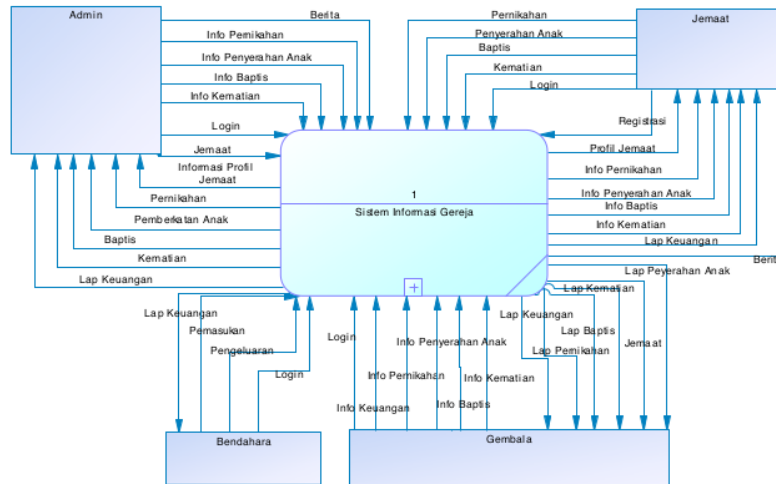 Admin
Berita
Info Pernikahan
Info Penyerahan Anak
Info Baptis
Info Kematian
Login
Jemaat
Informasi Profil
Jemaat
Pernikahan
Pemberkatan Anak
Baptis
Kematian
Lap Keuangan
Pernikahan
Penyerahan Anak
Baptis
Kematian
Login
Jemaat
Registrasi
Profil Jemaat
Info Pernikahan
Info Penyerahan Anak
Info Baptis
Info Kematian
Lap Keuangan
Berit
1
Sistem Informasi Gereja
Lap Keuangan
Pemasukan
Pengeluaran
Login
Bendahara
Login
Info Penyerahan Anak
Info Pernikahan
Info Kematian
Info Keuangan
Info Baptis
Lap Peyerahan Anak
Lap Kematian
Lap Keuangan
Lap Baptis
Lap Pernikahan
Jemaat
Gembala